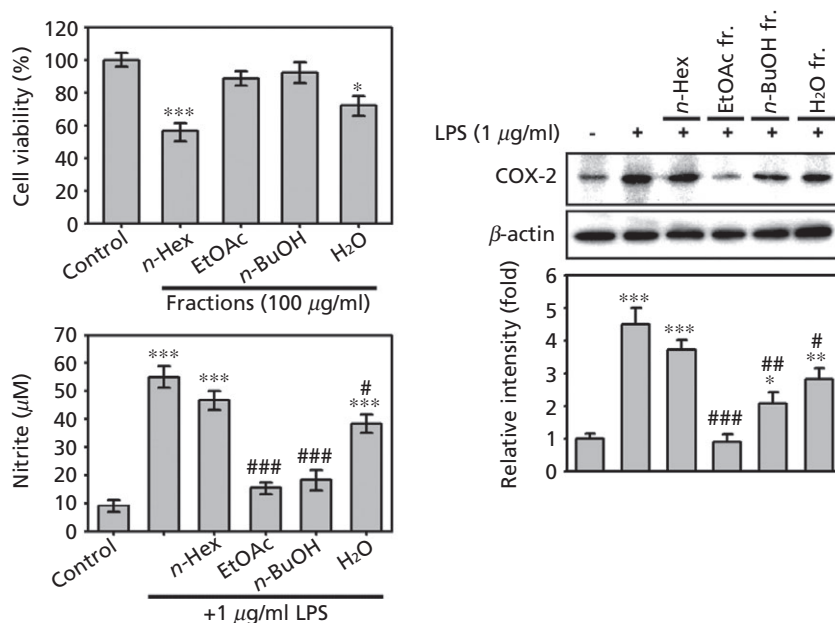 Cell viability (%)
120
100
80
60
40
20
0
***
*
Control
n-Hex
EtOAc
n-BuOH
H₂O
Fractions (100 μg/ml)
Nitrite (μM)
70
60
50
40
30
20
10
0
***
***
###
###
#
***
Control
n-Hex
EtOAc
n-BuOH
H₂O
+1 μg/ml LPS
n-Hex
EtOAc fr.
n-BuOH fr.
H₂O fr.
LPS (1 μg/ml) - + + + + +
COX-2
β-actin
Relative intensity (fold)
6
5
4
3
2
1
0
***
***
###
##
*
#
**